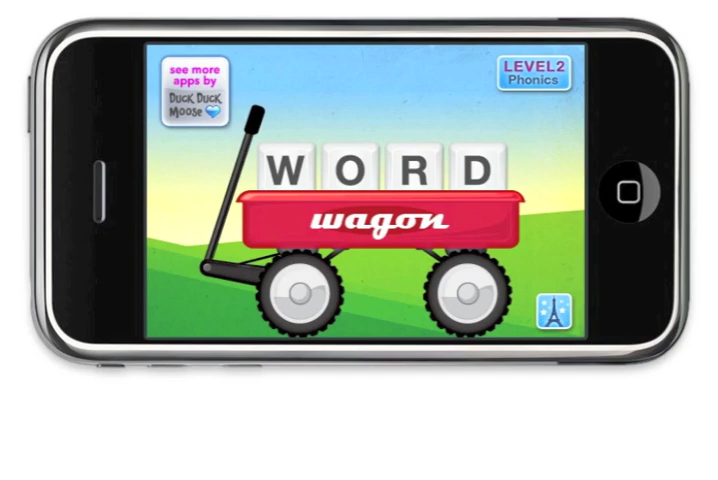 see more
apps by
Duck Duck
Moose
LEVEL2
Phonics
WORD
wagon